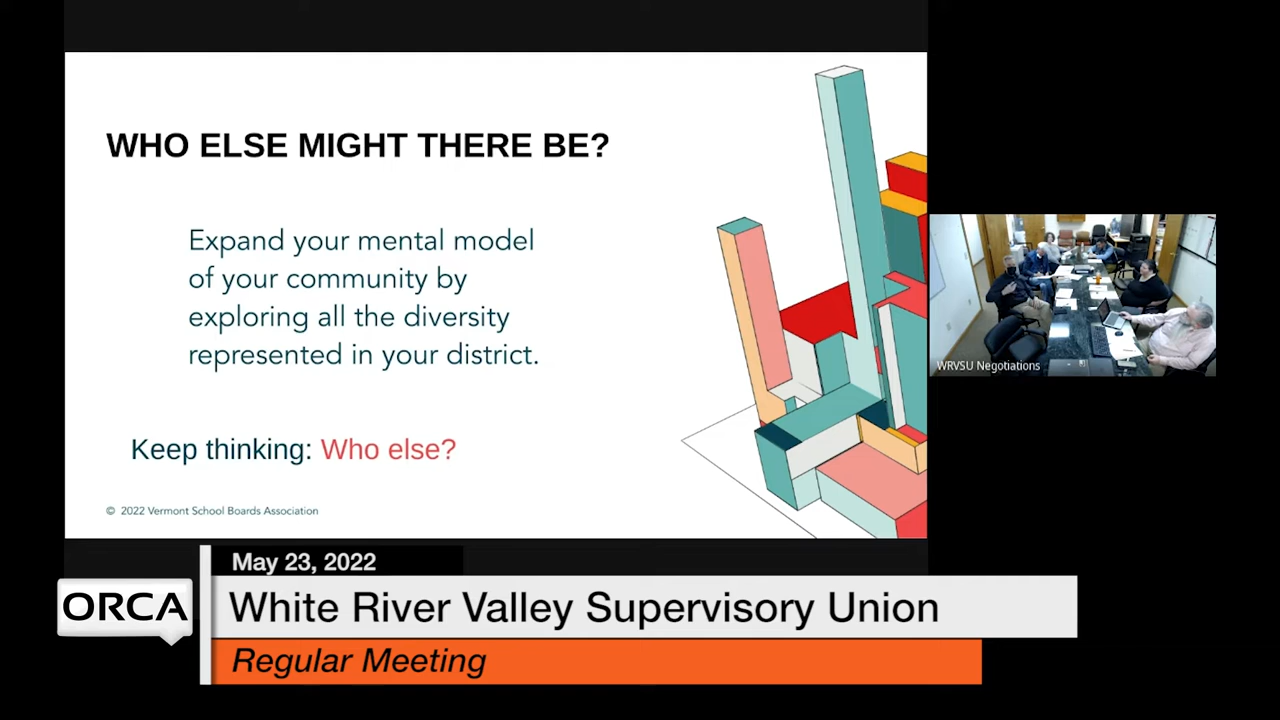 WHO ELSE MIGHT THERE BE?
Expand your mental model
of your community by
exploring all the diversity
represented in your district.
Keep thinking: Who else?
© 2022 Vermont School Boards Association
WRVSU Negotiations
May 23, 2022
ORCA
White River Valley Supervisory Union
Regular Meeting